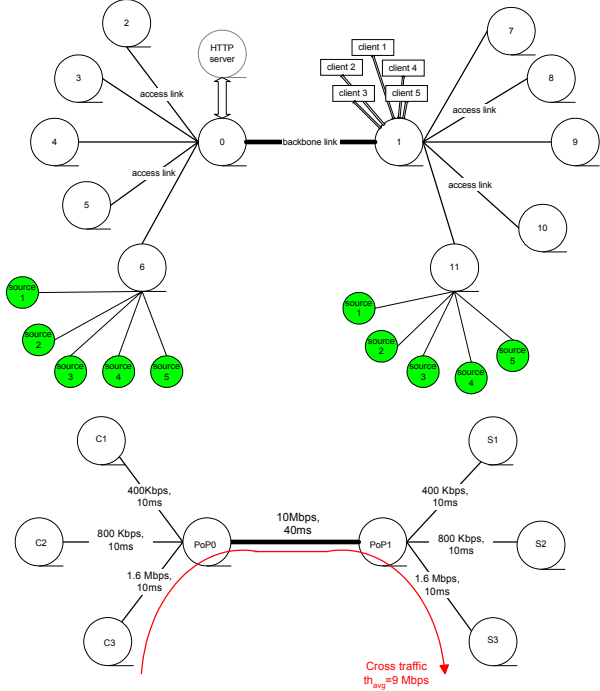 2
HTTP
server
7
client 1
client 2
client 4
3
8
client 3
client 5
access link
access link
4
0
backbone link
1
9
access link
access link
5
10
6
11
source
1
source
1
source
2
source
2
source
3
source
4
source
5
source
3
source
4
source
5
C1
S1
400Kbps,
10ms
400 Kbps,
10ms
10Mbps,
40ms
C2
800 Kbps,
10ms
PoP0
PoP1
800 Kbps,
10ms
S2
1.6 Mbps,
10ms
1.6 Mbps,
10ms
C3
S3
Cross traffic
th_avg=9 Mbps